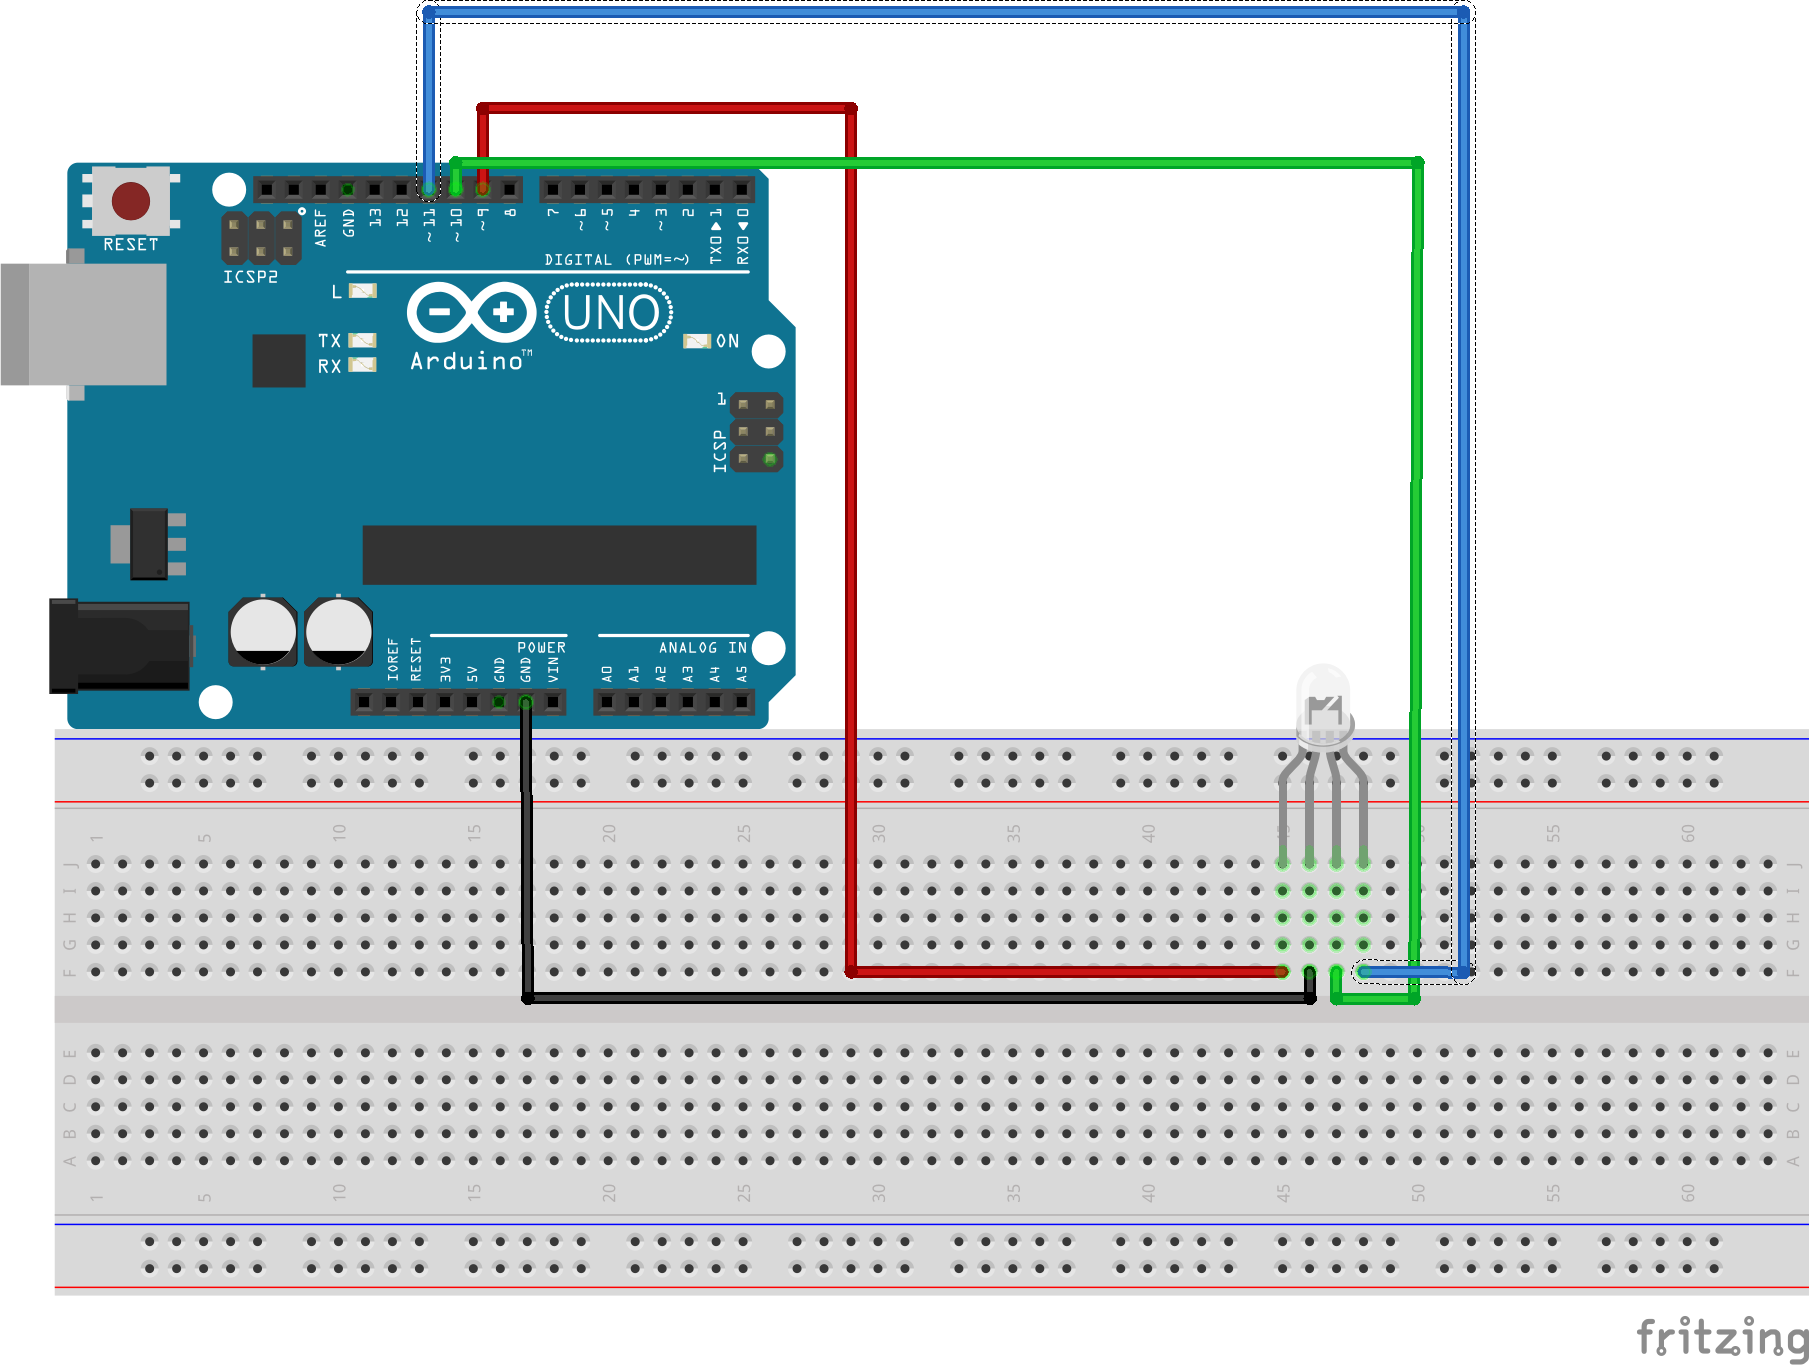 RESET
ICSP2
AREF
GND
13
12
~11
~10
~9
8
7
~6
~5
4
~3
2
TX0▶1
RX0◀0
DIGITAL (PWM=~)
L
TX
RX
Arduino™
UNO
ON
1
ICSP
IOREF
RESET
3V3
5V
GND
GND
VIN
POWER
A0
A1
A2
A3
A4
A5
ANALOG IN
1 5 10 15 20 25 30 35 40 45 50 55 60
J J
I I
H H
G G
F F
E E
D D
C C
B B
A A
1 5 10 15 20 25 30 35 40 45 50 55 60
fritzing